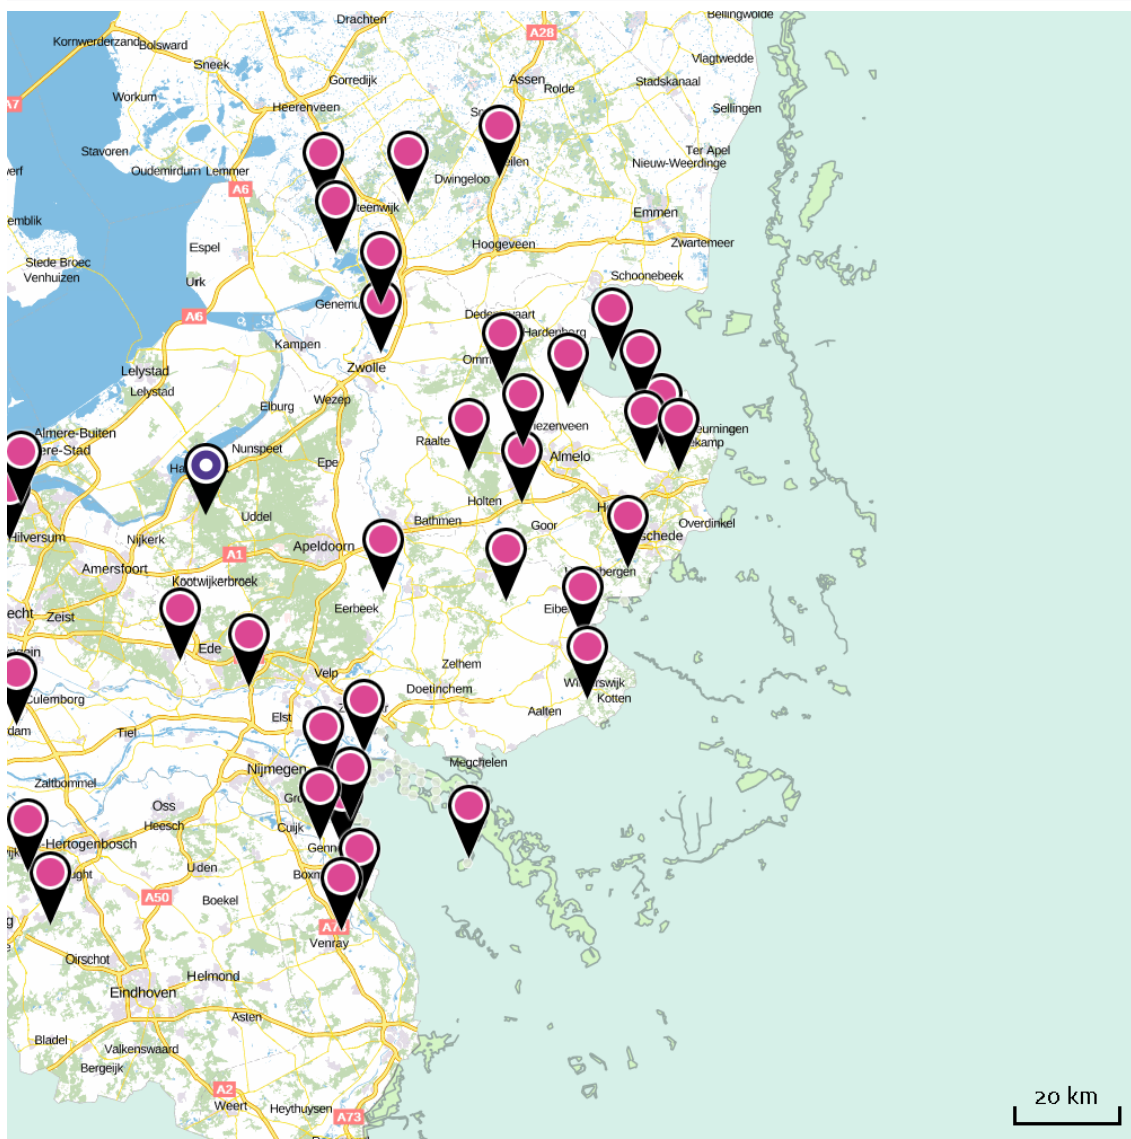 Bellingwolde
Drachten
A28
Kornwerderzand
Bolsward
Vlagtwedde
Sneek
Gorredijk
Assen
Rolde
Stadskanaal
Workum
A7
Heerenveen
Sellingen
Stavoren
Ter Apel
Nieuw-Weerdinge
Oudemirdum
Lemmer
Dwingeloo
A6
Emmen
Espel
Hoogeveen
Zwartemeer
Stede Broec
Venhuizen
Urk
Schoonebeek
A6
Kampen
Hardenberg
Lelystad
Zwolle
Lelystad
Elburg
Wezep
Almere-Buiten
Raalte
Nunspeet
Almelo
Epe
Holten
Uddel
Bathmen
Goor
Overdinkel
Hilversum
Nijkerk
A1
Apeldoorn
Amersfoort
Kootwijkerbroek
Eerbeek
Zeist
Ede
Zelhem
Velp
Culemborg
Doetinchem
Kotten
Elst
Aalten
Tiel
Nijmegen
Megchelen
Zaltbommel
Oss
Heesch
Cuijk
-Hertogenbosch
Uden
A50
Boekel
Venray
Oirschot
Helmond
Eindhoven
Asten
Bladel
Valkenswaard
Bergeijk
A2
Weert
Heythuysen
A73
20 km